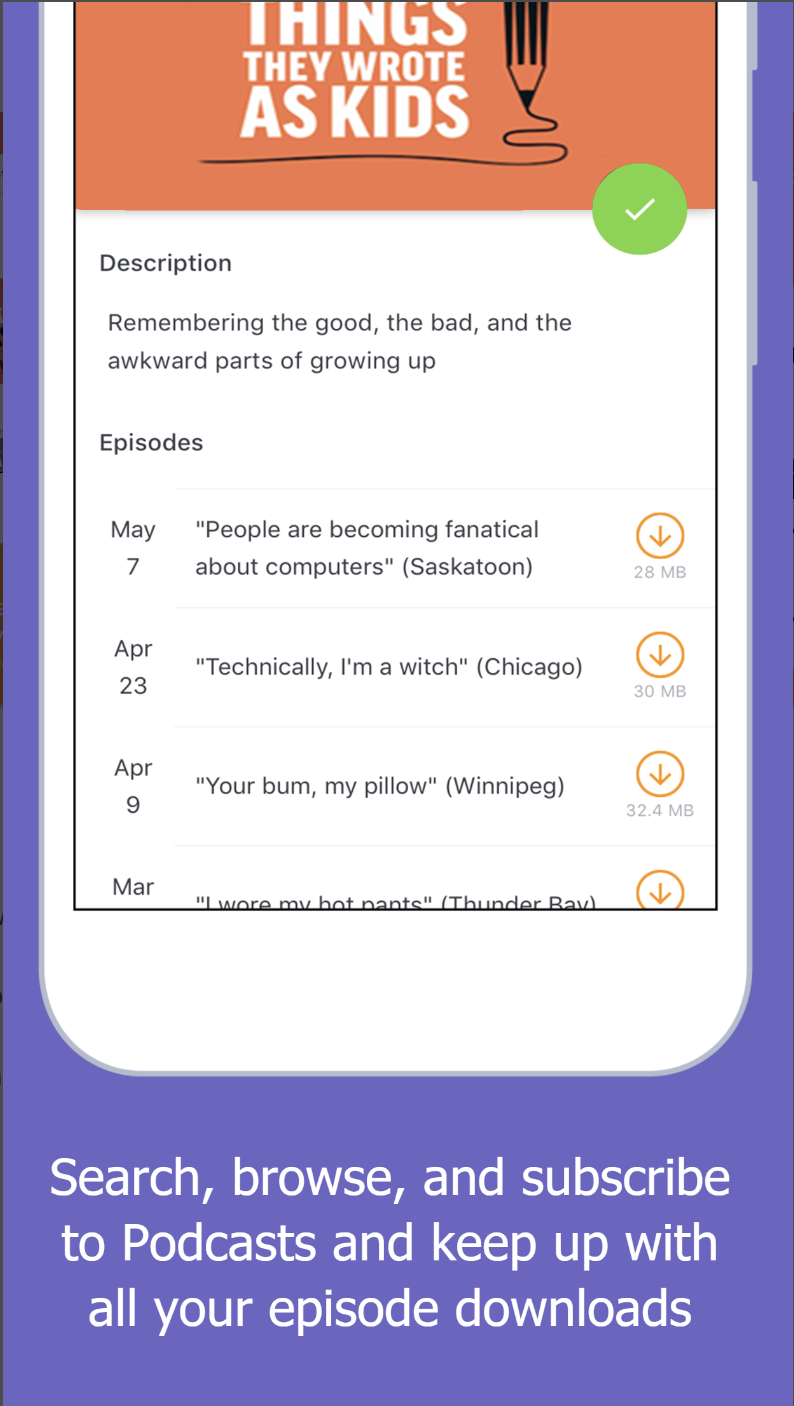 THINGS
THEY WROTE
AS KIDS
Description
Remembering the good, the bad, and the
awkward parts of growing up
Episodes
May
7
"People are becoming fanatical
about computers" (Saskatoon)
28 MB
Apr
23
"Technically, I'm a witch" (Chicago)
30 MB
Apr
9
"Your bum, my pillow" (Winnipeg)
32.4 MB
Mar
"I wore my hot pants" (Thunder Bay)
Search, browse, and subscribe
to Podcasts and keep up with
all your episode downloads